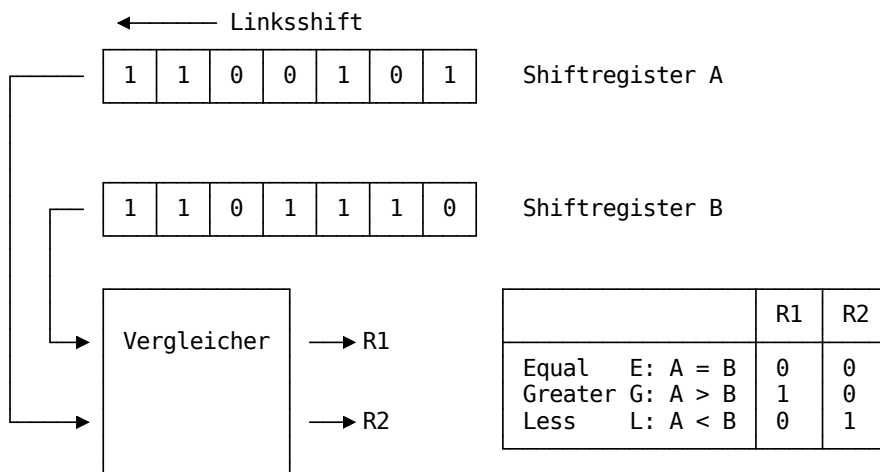 Linksshift
1 1 0 0 1 0 1 Shiftregister A
1 1 0 1 1 1 0 Shiftregister B
R1 R2
Vergleicher R1
Equal E: A = B 0 0
Greater G: A > B 1 0
R2 Less L: A < B 0 1